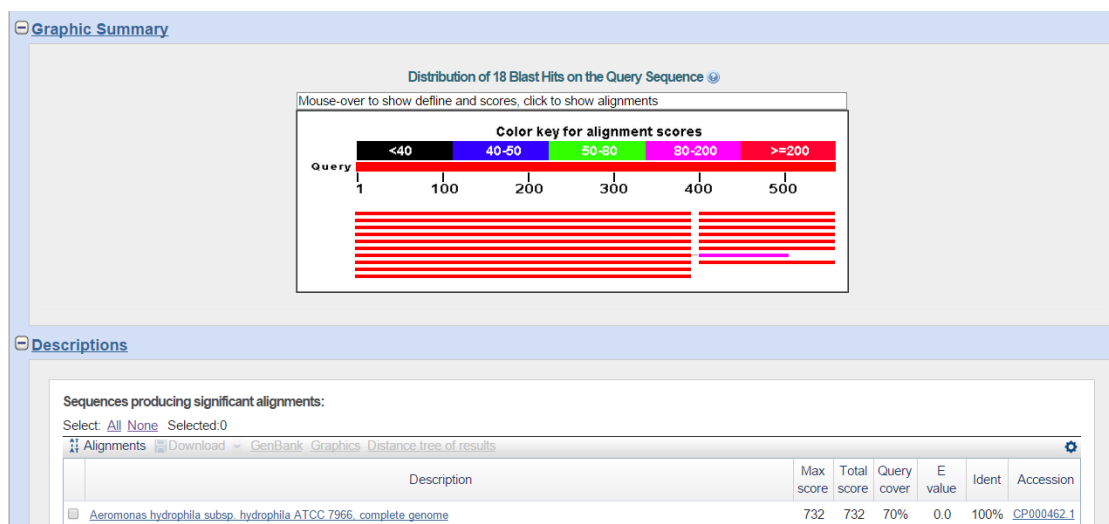 Graphic Summary
Distribution of 18 Blast Hits on the Query Sequence
Mouse-over to show defline and scores, click to show alignments
Color key for alignment scores
<40 40-50 50-80 80-200 >=200
Query
1 100 200 300 400 500
Descriptions
Sequences producing significant alignments:
Select: All None Selected:0
Alignments Download GenBank Graphics Distance tree of results
Description Max score Total score Query cover E value Ident Accession
Aeromonas hydrophila subsp. hydrophila ATCC 7966, complete genome 732 732 70% 0.0 100% CP000462.1